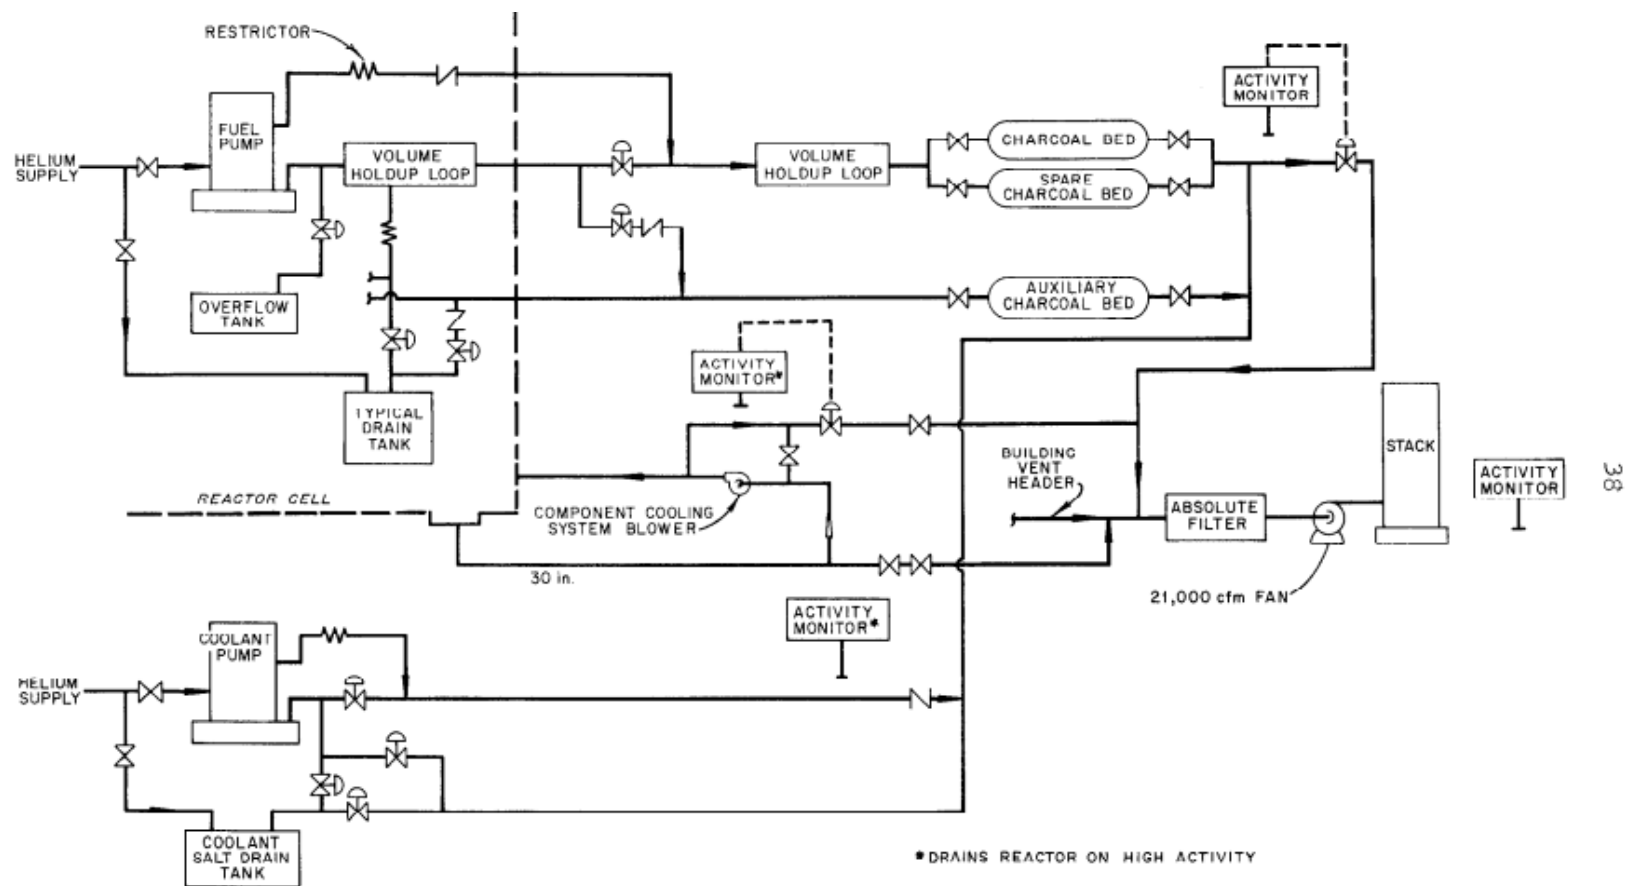 RESTRICTOR
ACTIVITY
MONITOR
FUEL
PUMP
HELIUM
SUPPLY
VOLUME
HOLDUP LOOP
VOLUME
HOLDUP LOOP
CHARCOAL BED
SPARE
CHARCOAL BED
OVERFLOW
TANK
AUXILIARY
CHARCOAL BED
ACTIVITY
MONITOR*
TYPICAL
DRAIN
TANK
STACK
ACTIVITY
MONITOR
38
BUILDING
VENT
HEADER
REACTOR CELL
COMPONENT COOLING
SYSTEM BLOWER
ABSOLUTE
FILTER
30 in.
21,000 cfm FAN
ACTIVITY
MONITOR*
COOLANT
PUMP
HELIUM
SUPPLY
COOLANT
SALT DRAIN
TANK
*DRAINS REACTOR ON HIGH ACTIVITY